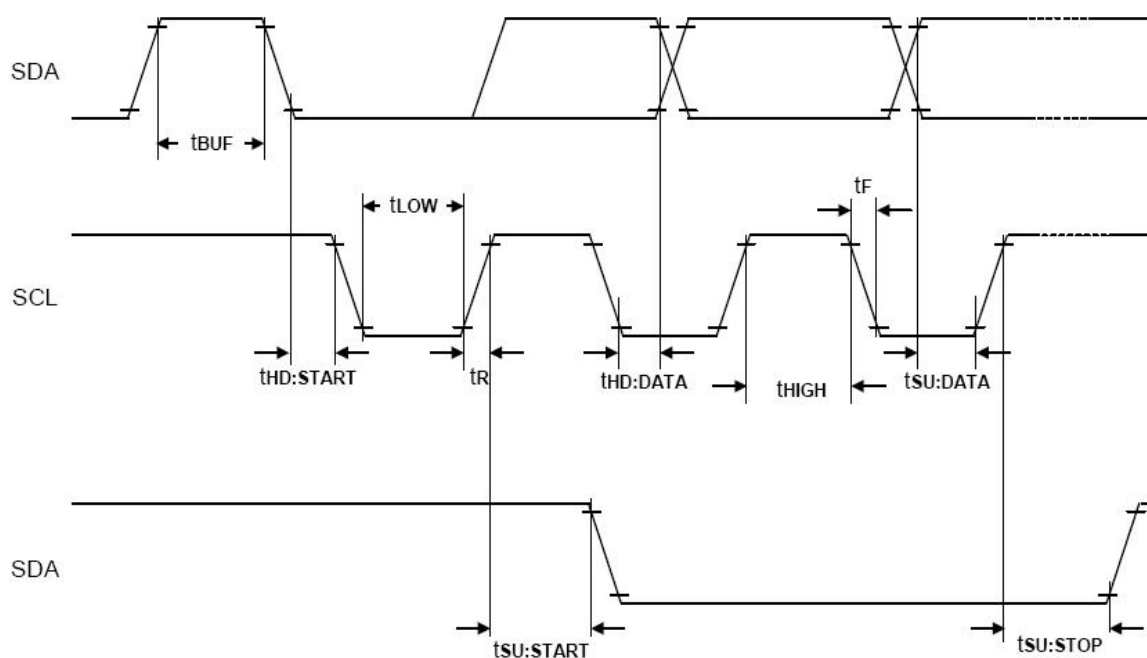 SDA
tBUF
tLOW
tF
SCL
tHD:START
tR
tHD:DATA
tHIGH
tSU:DATA
SDA
tSU:START
tSU:STOP